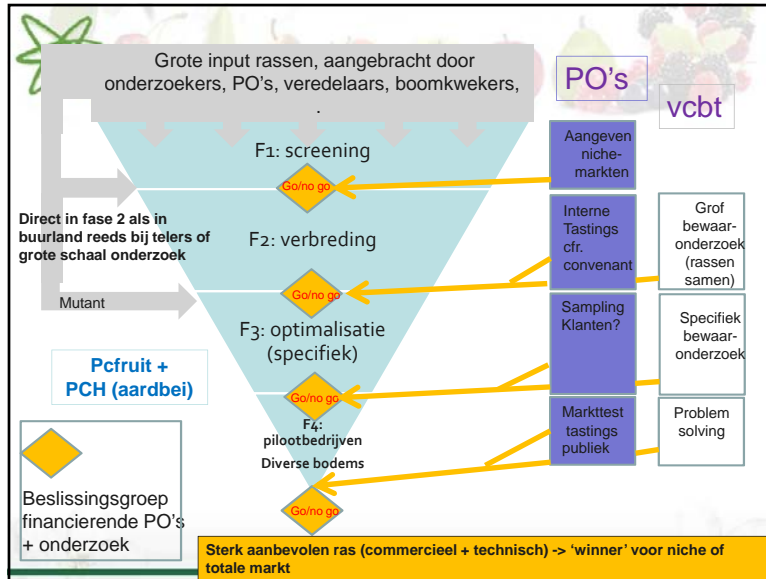 Grote input rassen, aangebracht door
onderzoekers, PO's, veredelaars, boomkwekers,
.
PO's
vcbt
F1: screening
Go/no go
Aangeven
niche-
markten
Direct in fase 2 als in
buurland reeds bij telers of
grote schaal onderzoek
F2: verbreding
Go/no go
Interne
Tastings
cfr.
convenant
Grof
bewaar-
onderzoek
(rassen
samen)
Mutant
F3: optimalisatie
(specifiek)
Go/no go
Sampling
Klanten?
Specifiek
bewaar-
onderzoek
Pcfruit +
PCH (aardbei)
F4:
pilootbedrijven
Diverse bodems
Go/no go
Markttest
tastings
publiek
Problem
solving
Beslissingsgroep
financierende PO's
+ onderzoek
Sterk aanbevolen ras (commercieel + technisch) -> 'winner' voor niche of
totale markt